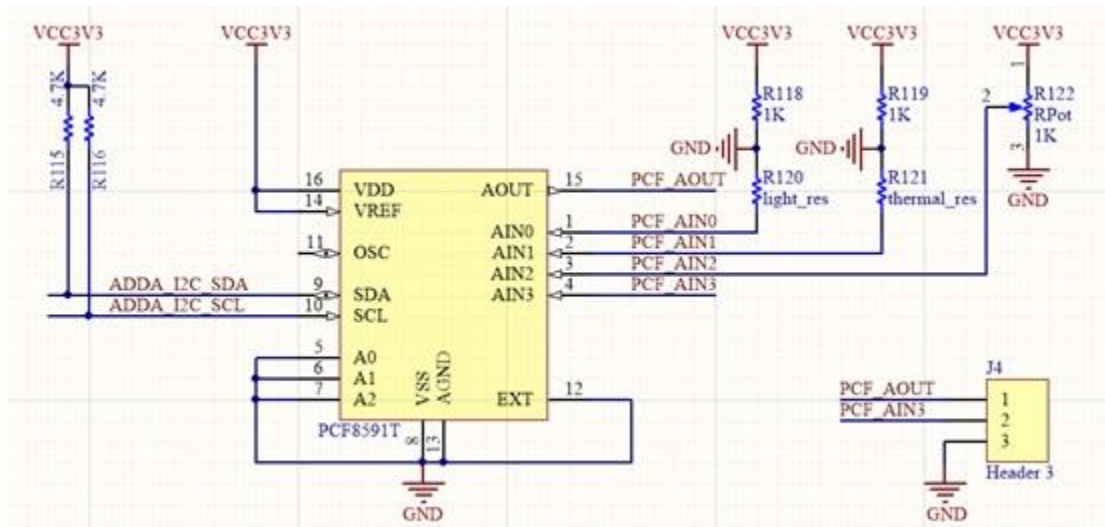 VCC3V3
VCC3V3
VCC3V3
VCC3V3
VCC3V3
4.7K
4.7K
R115
R116
R118
1K
R119
1K
1
2
R122
RPot
1K
3
GND
GND
GND
R120
light_res
R121
thermal_res
16 VDD
14 VREF
11 OSC
9 SDA
10 SCL
5 A0
6 A1
7 A2
VSS 8
AGND 13
AOUT 15 PCF_AOUT
AIN0 1 PCF_AIN0
AIN1 2 PCF_AIN1
AIN2 3 PCF_AIN2
AIN3 4 PCF_AIN3
EXT 12
ADDA_I2C_SDA
ADDA_I2C_SCL
PCF8591T
GND
J4
PCF_AOUT 1
PCF_AIN3 2
3
Header 3
GND